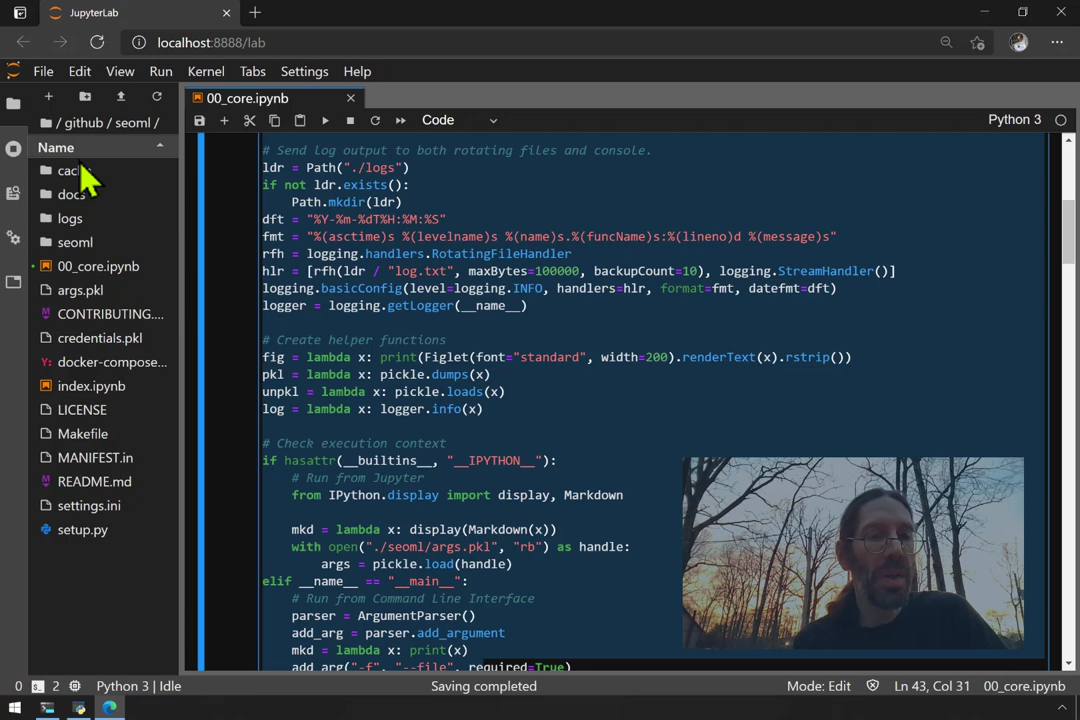 JupyterLab
localhost:8888/lab
File Edit View Run Kernel Tabs Settings Help
/ github / seoml /
00_core.ipynb
Code
Python 3
Name
docs
logs
seoml
00_core.ipynb
args.pkl
CONTRIBUTING....
credentials.pkl
docker-compose...
index.ipynb
LICENSE
Makefile
MANIFEST.in
README.md
settings.ini
setup.py
# Send log output to both rotating files and console.
ldr = Path("./logs")
if not ldr.exists():
    Path.mkdir(ldr)
dft = "%Y-%m-%dT%H:%M:%S"
fmt = "%(asctime)s %(levelname)s %(name)s.%(funcName)s:%(lineno)d %(message)s"
rfh = logging.handlers.RotatingFileHandler
hlr = [rfh(ldr / "log.txt", maxBytes=100000, backupCount=10), logging.StreamHandler()]
logging.basicConfig(level=logging.INFO, handlers=hlr, format=fmt, datefmt=dft)
logger = logging.getLogger(__name__)
# Create helper functions
fig = lambda x: print(Figlet(font="standard", width=200).renderText(x).rstrip())
pkl = lambda x: pickle.dumps(x)
unpkl = lambda x: pickle.loads(x)
log = lambda x: logger.info(x)
# Check execution context
if hasattr(__builtins__, "__IPYTHON__"):
    # Run from Jupyter
    from IPython.display import display, Markdown
    mkd = lambda x: display(Markdown(x))
    with open("./seoml/args.pkl", "rb") as handle:
        args = pickle.load(handle)
elif __name__ == "__main__":
    # Run from Command Line Interface
    parser = ArgumentParser()
    add_arg = parser.add_argument
    mkd = lambda x: print(x)
    add_arg("-f", "--file", required=True)
0 2 Python 3 | Idle
Saving completed
Mode: Edit
Ln 43, Col 31
00_core.ipynb